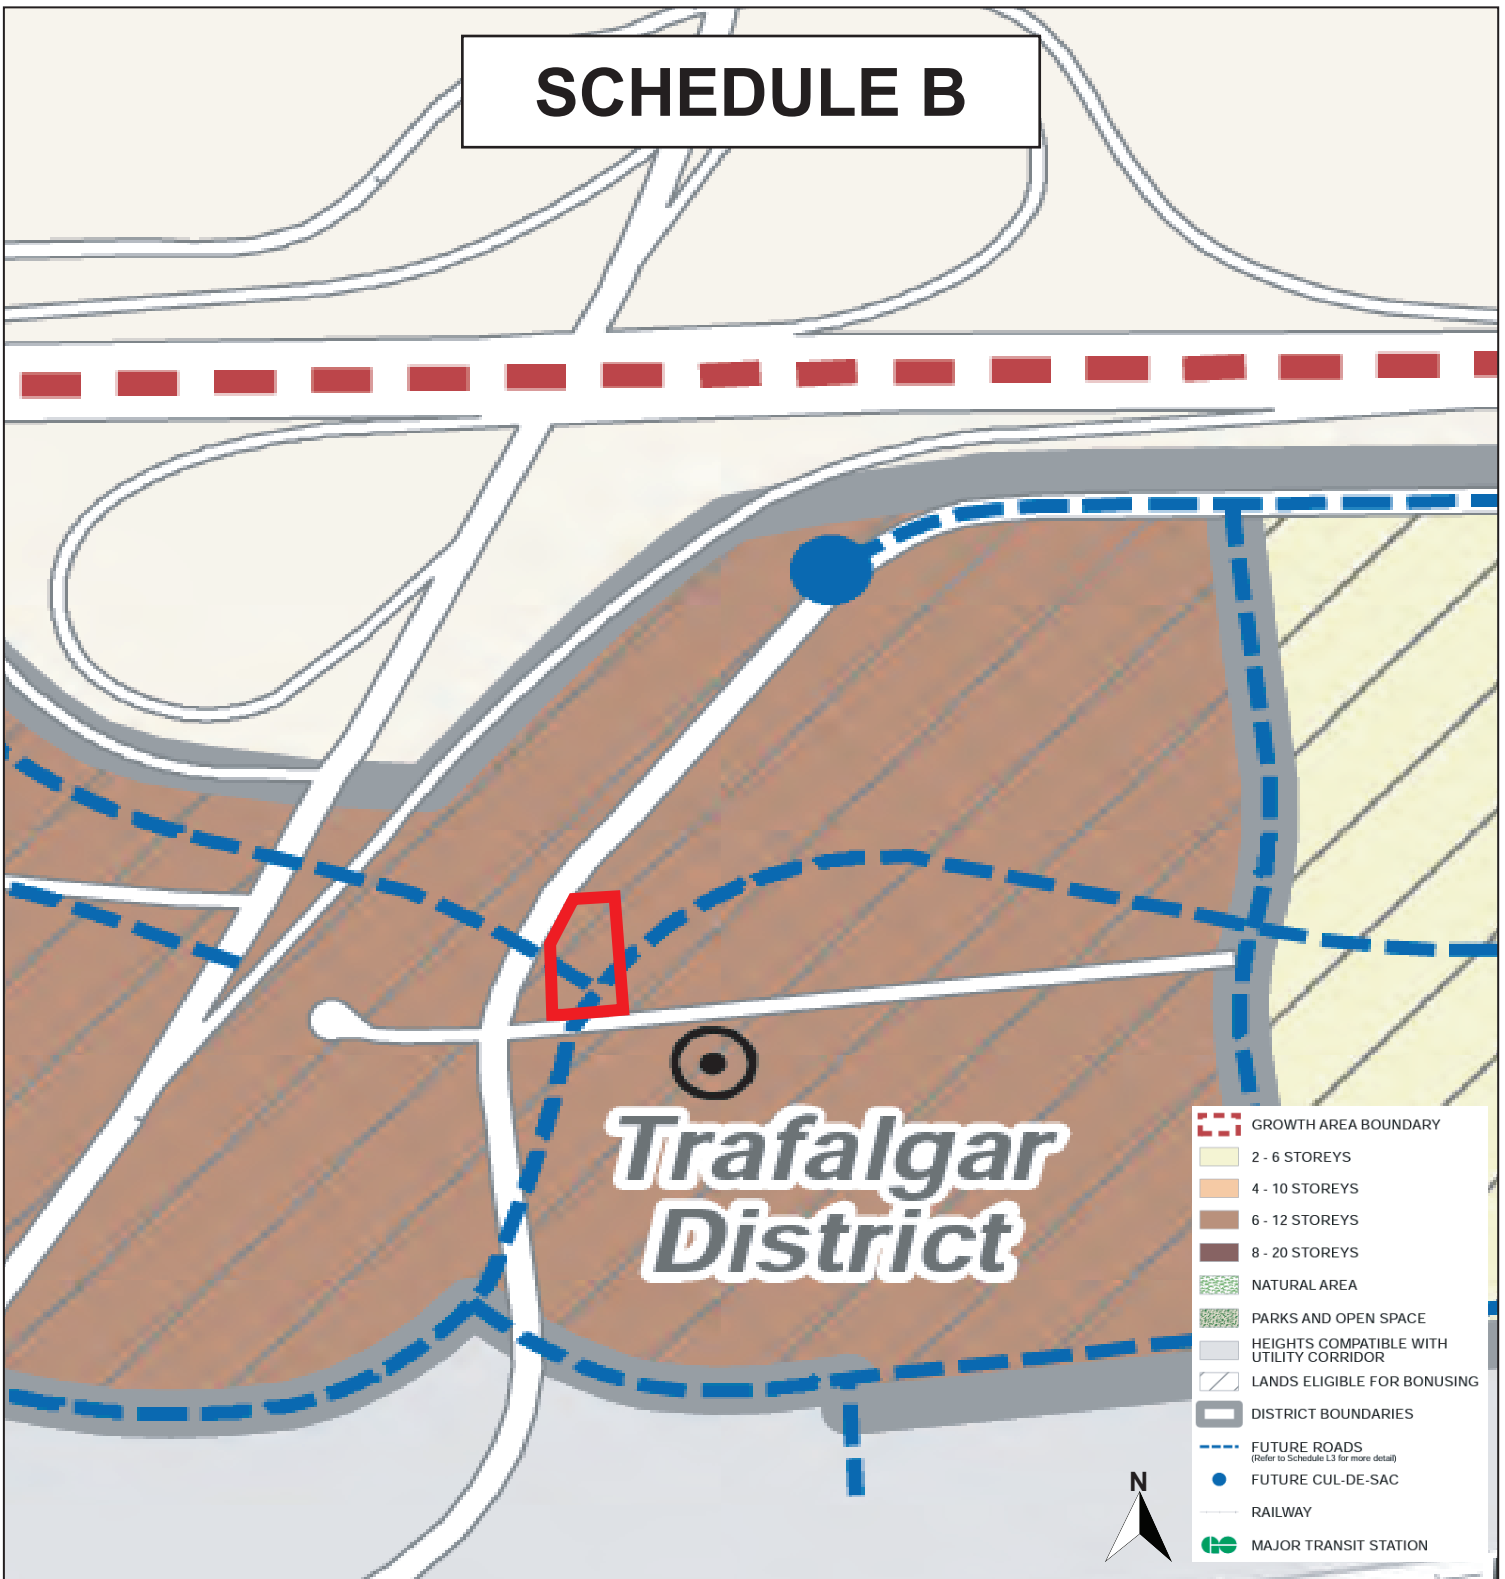 SCHEDULE B
Trafalgar
District
GROWTH AREA BOUNDARY
2 - 6 STOREYS
4 - 10 STOREYS
6 - 12 STOREYS
8 - 20 STOREYS
NATURAL AREA
PARKS AND OPEN SPACE
HEIGHTS COMPATIBLE WITH
UTILITY CORRIDOR
LANDS ELIGIBLE FOR BONUSING
DISTRICT BOUNDARIES
FUTURE ROADS
(Refer to Schedule L3 for more detail)
FUTURE CUL-DE-SAC
RAILWAY
GO MAJOR TRANSIT STATION
N